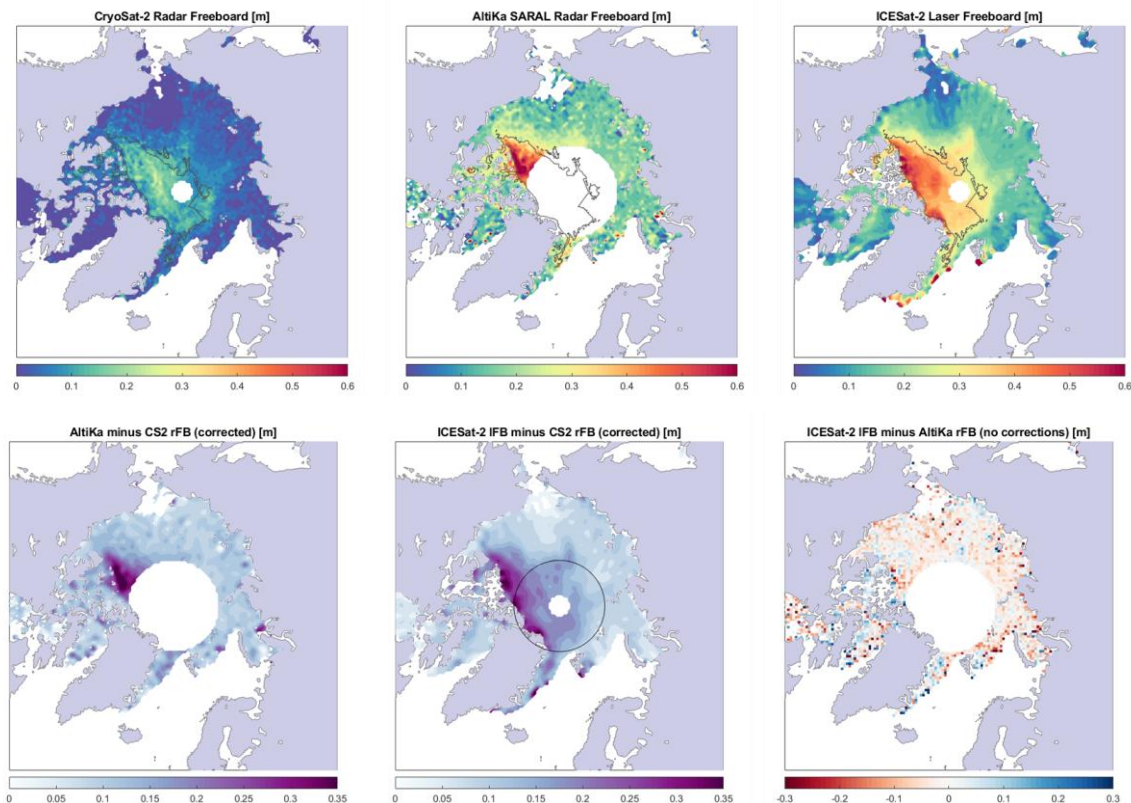 CryoSat-2 Radar Freeboard [m]
AltiKa SARAL Radar Freeboard [m]
ICESat-2 Laser Freeboard [m]
0 0.1 0.2 0.3 0.4 0.5 0.6
0 0.1 0.2 0.3 0.4 0.5 0.6
0 0.1 0.2 0.3 0.4 0.5 0.6
AltiKa minus CS2 rFB (corrected) [m]
ICESat-2 lFB minus CS2 rFB (corrected) [m]
ICESat-2 lFB minus AltiKa rFB (no corrections) [m]
0 0.05 0.1 0.15 0.2 0.25 0.3 0.35
0 0.05 0.1 0.15 0.2 0.25 0.3 0.35
-0.3 -0.2 -0.1 0 0.1 0.2 0.3